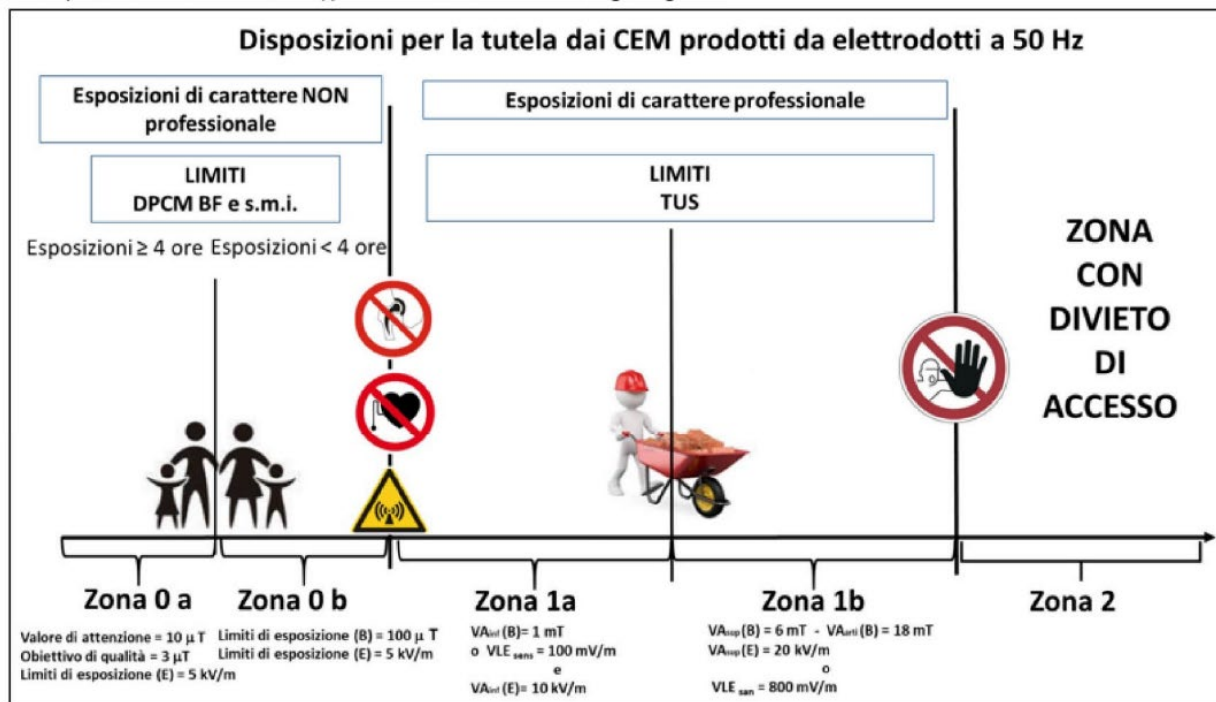 Disposizioni per la tutela dai CEM prodotti da elettrodotti a 50 Hz
Esposizioni di carattere NON
professionale
Esposizioni di carattere professionale
LIMITI
DPCM BF e s.m.i.
LIMITI
TUS
Esposizioni ≥ 4 ore
Esposizioni < 4 ore
ZONA
CON
DIVIETO
DI
ACCESSO
Zona 0 a
Zona 0 b
Zona 1a
Zona 1b
Zona 2
Valore di attenzione = 10 μ T
Obiettivo di qualità = 3 μT
Limiti di esposizione (E) = 5 kV/m
Limiti di esposizione (B) = 100 μ T
Limiti di esposizione (E) = 5 kV/m
VAinf (B)= 1 mT
o VLE sens = 100 mV/m
e
VAinf (E)= 10 kV/m
VAsup (B) = 6 mT - VAarti (B) = 18 mT
VAsup (E) = 20 kV/m
o
VLE san = 800 mV/m